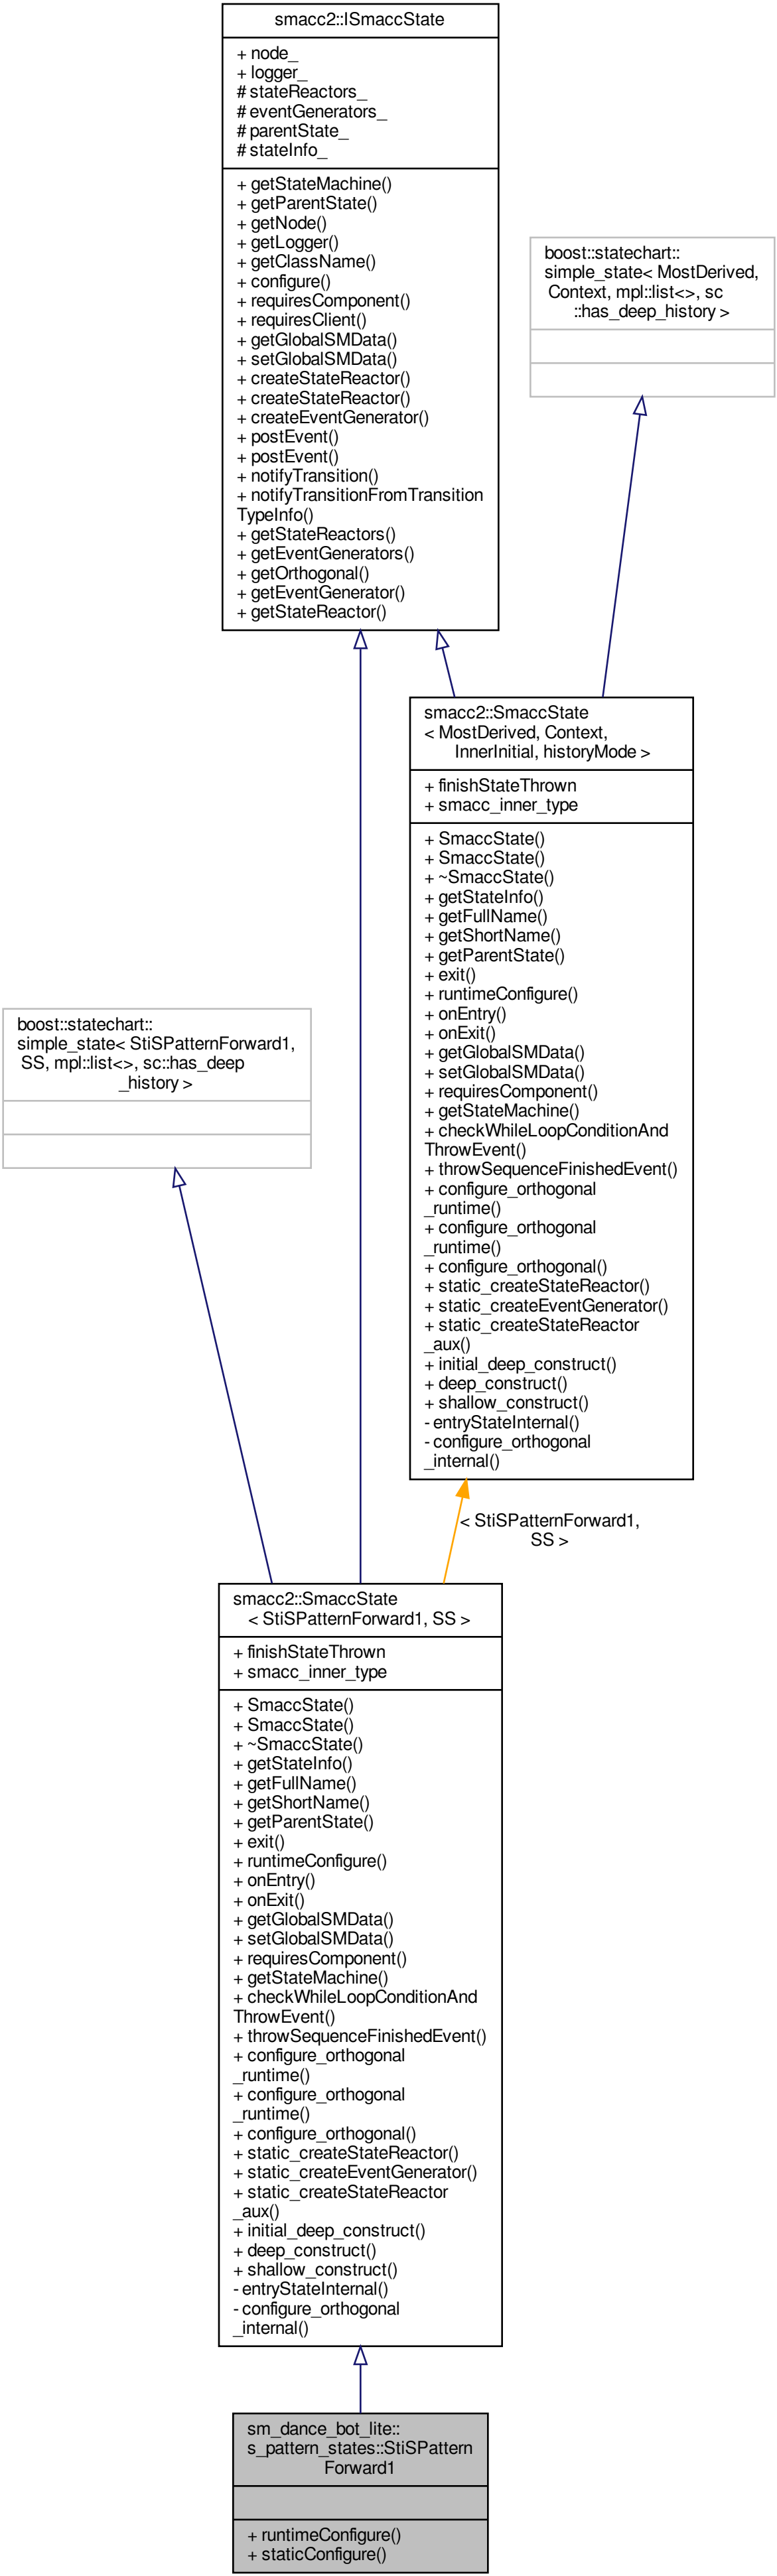 smacc2::ISmaccState
+ node_
+ logger_
# stateReactors_
# eventGenerators_
# parentState_
# stateInfo_
+ getStateMachine()
+ getParentState()
+ getNode()
+ getLogger()
+ getClassName()
+ configure()
+ requiresComponent()
+ requiresClient()
+ getGlobalSMData()
+ setGlobalSMData()
+ createStateReactor()
+ createStateReactor()
+ createEventGenerator()
+ postEvent()
+ postEvent()
+ notifyTransition()
+ notifyTransitionFromTransition
TypeInfo()
+ getStateReactors()
+ getEventGenerators()
+ getOrthogonal()
+ getEventGenerator()
+ getStateReactor()
boost::statechart::
simple_state< MostDerived,
Context, mpl::list<>, sc
::has_deep_history >
smacc2::SmaccState
< MostDerived, Context,
InnerInitial, historyMode >
+ finishStateThrown
+ smacc_inner_type
+ SmaccState()
+ SmaccState()
+ ~SmaccState()
+ getStateInfo()
+ getFullName()
+ getShortName()
+ getParentState()
+ exit()
+ runtimeConfigure()
+ onEntry()
+ onExit()
+ getGlobalSMData()
+ setGlobalSMData()
+ requiresComponent()
+ getStateMachine()
+ checkWhileLoopConditionAnd
ThrowEvent()
+ throwSequenceFinishedEvent()
+ configure_orthogonal
_runtime()
+ configure_orthogonal
_runtime()
+ configure_orthogonal()
+ static_createStateReactor()
+ static_createEventGenerator()
+ static_createStateReactor
_aux()
+ initial_deep_construct()
+ deep_construct()
+ shallow_construct()
- entryStateInternal()
- configure_orthogonal
_internal()
boost::statechart::
simple_state< StiSPatternForward1,
SS, mpl::list<>, sc::has_deep
_history >
< StiSPatternForward1,
SS >
smacc2::SmaccState
< StiSPatternForward1, SS >
+ finishStateThrown
+ smacc_inner_type
+ SmaccState()
+ SmaccState()
+ ~SmaccState()
+ getStateInfo()
+ getFullName()
+ getShortName()
+ getParentState()
+ exit()
+ runtimeConfigure()
+ onEntry()
+ onExit()
+ getGlobalSMData()
+ setGlobalSMData()
+ requiresComponent()
+ getStateMachine()
+ checkWhileLoopConditionAnd
ThrowEvent()
+ throwSequenceFinishedEvent()
+ configure_orthogonal
_runtime()
+ configure_orthogonal
_runtime()
+ configure_orthogonal()
+ static_createStateReactor()
+ static_createEventGenerator()
+ static_createStateReactor
_aux()
+ initial_deep_construct()
+ deep_construct()
+ shallow_construct()
- entryStateInternal()
- configure_orthogonal
_internal()
sm_dance_bot_lite::
s_pattern_states::StiSPattern
Forward1
+ runtimeConfigure()
+ staticConfigure()